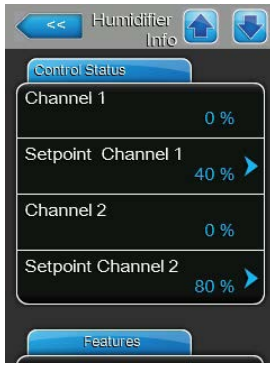 << Humidifier
Info
Control Status
Channel 1
0 %
Setpoint Channel 1
40 %
Channel 2
0 %
Setpoint Channel 2
80 %
Features